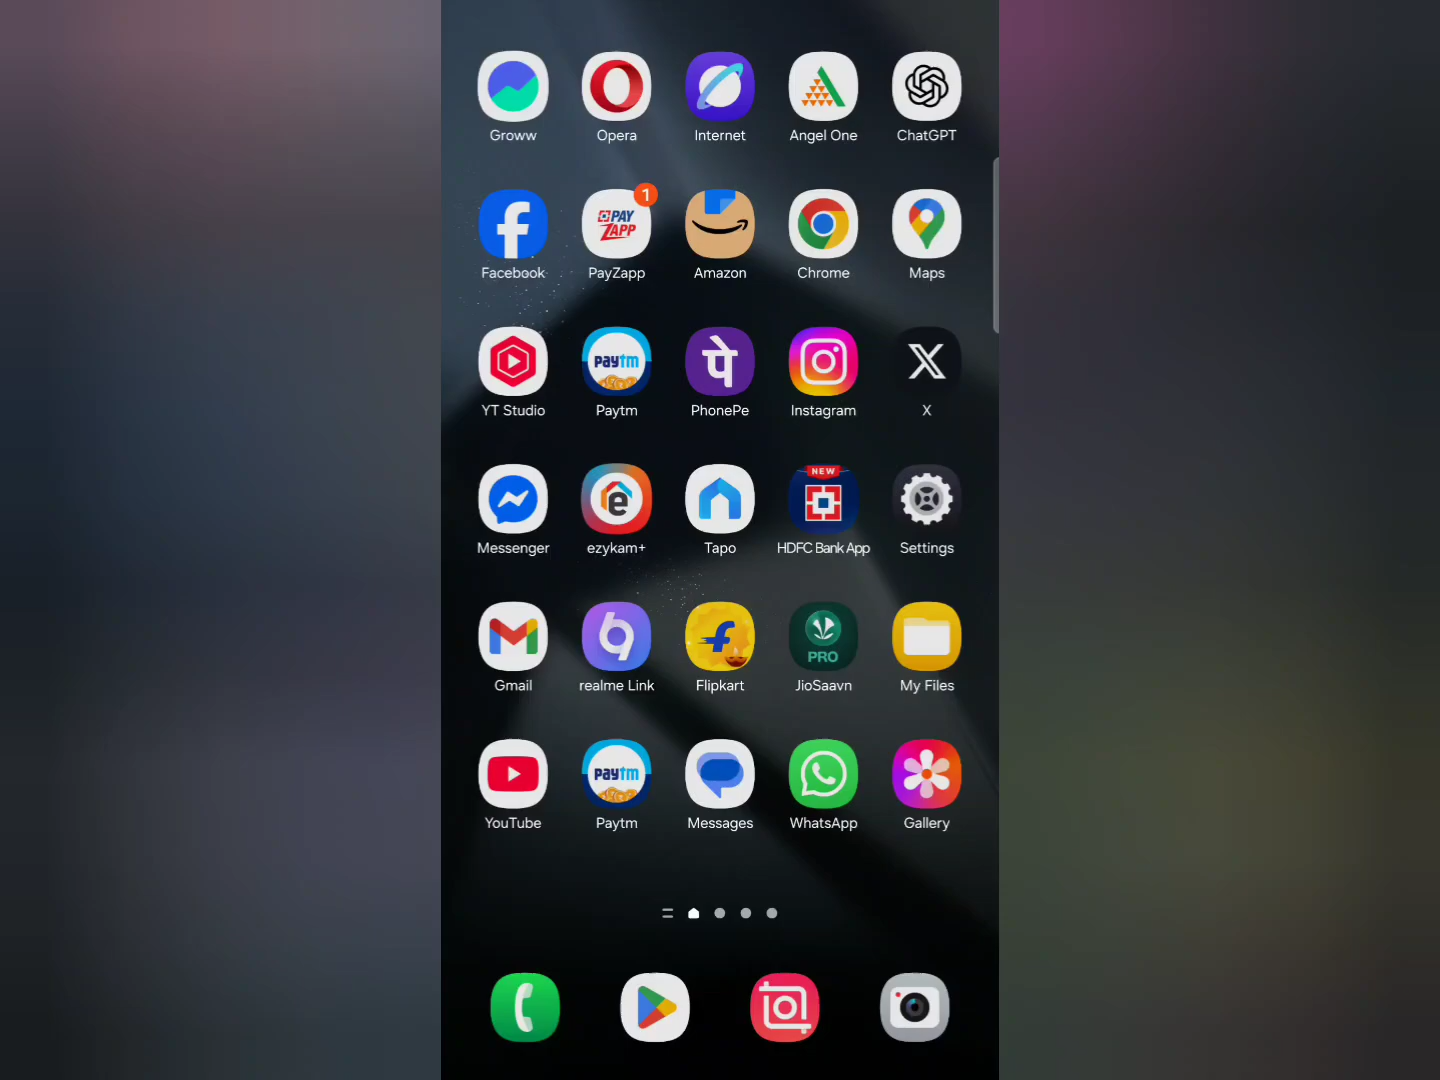 Groww Opera Internet Angel One ChatGPT
1
PAY
ZAPP
Facebook PayZapp Amazon Chrome Maps
paytm पे
YT Studio Paytm PhonePe Instagram X
NEW
e
Messenger ezykam+ Tapo HDFC Bank App Settings
PRO
Gmail realme Link Flipkart JioSaavn My Files
paytm
YouTube Paytm Messages WhatsApp Gallery